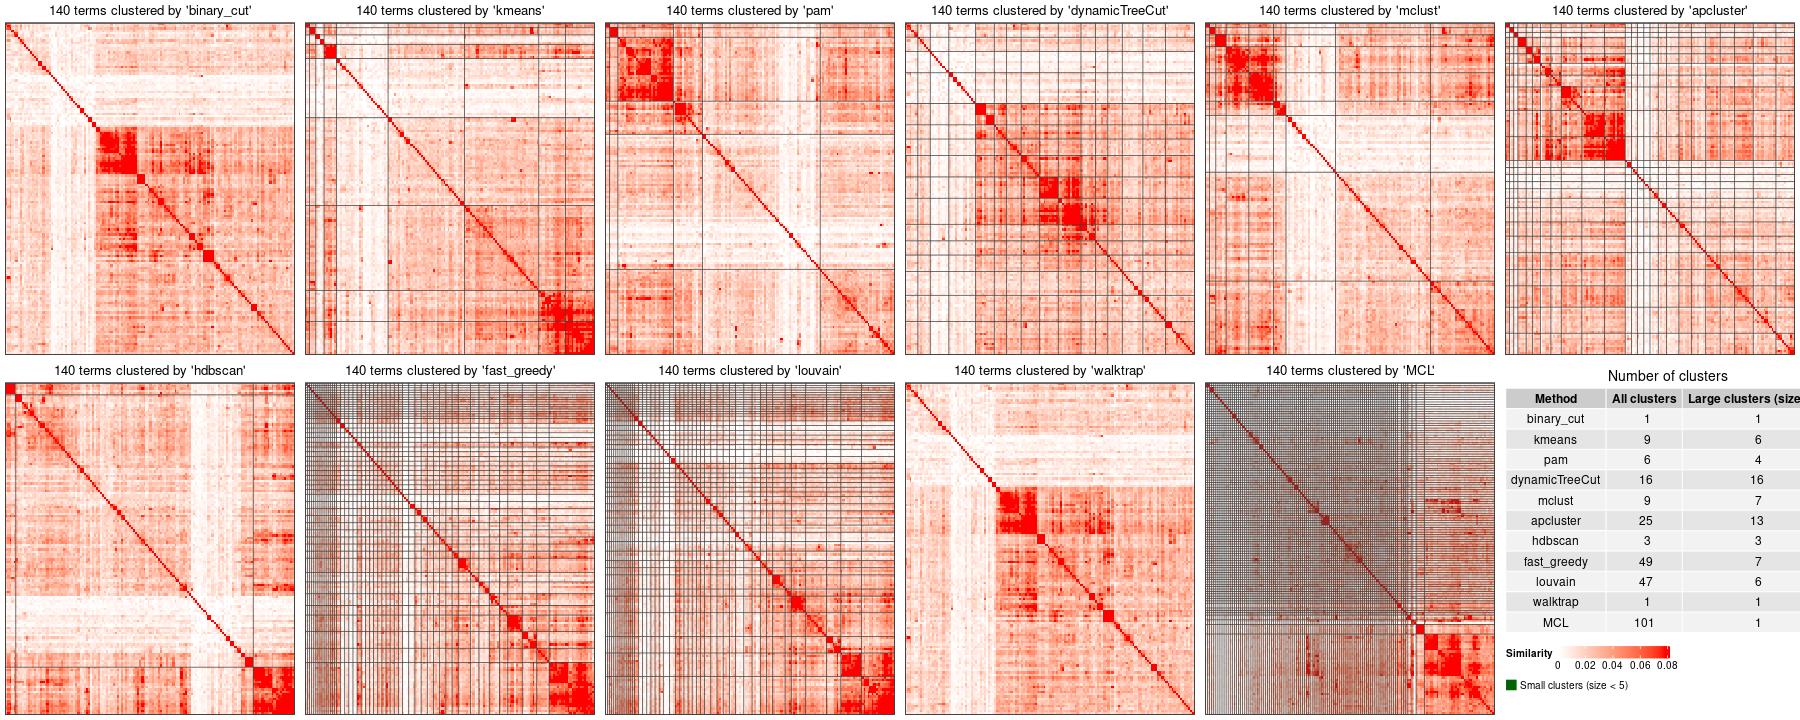 140 terms clustered by 'binary_cut'
140 terms clustered by 'kmeans'
140 terms clustered by 'pam'
140 terms clustered by 'dynamicTreeCut'
140 terms clustered by 'mclust'
140 terms clustered by 'apcluster'
140 terms clustered by 'hdbscan'
140 terms clustered by 'fast_greedy'
140 terms clustered by 'louvain'
140 terms clustered by 'walktrap'
140 terms clustered by 'MCL'
Number of clusters
Method All clusters Large clusters (size
binary_cut 1 1
kmeans 9 6
pam 6 4
dynamicTreeCut 16 16
mclust 9 7
apcluster 25 13
hdbscan 3 3
fast_greedy 49 7
louvain 47 6
walktrap 1 1
MCL 101 1
Similarity
0 0.02 0.04 0.06 0.08
Small clusters (size < 5)